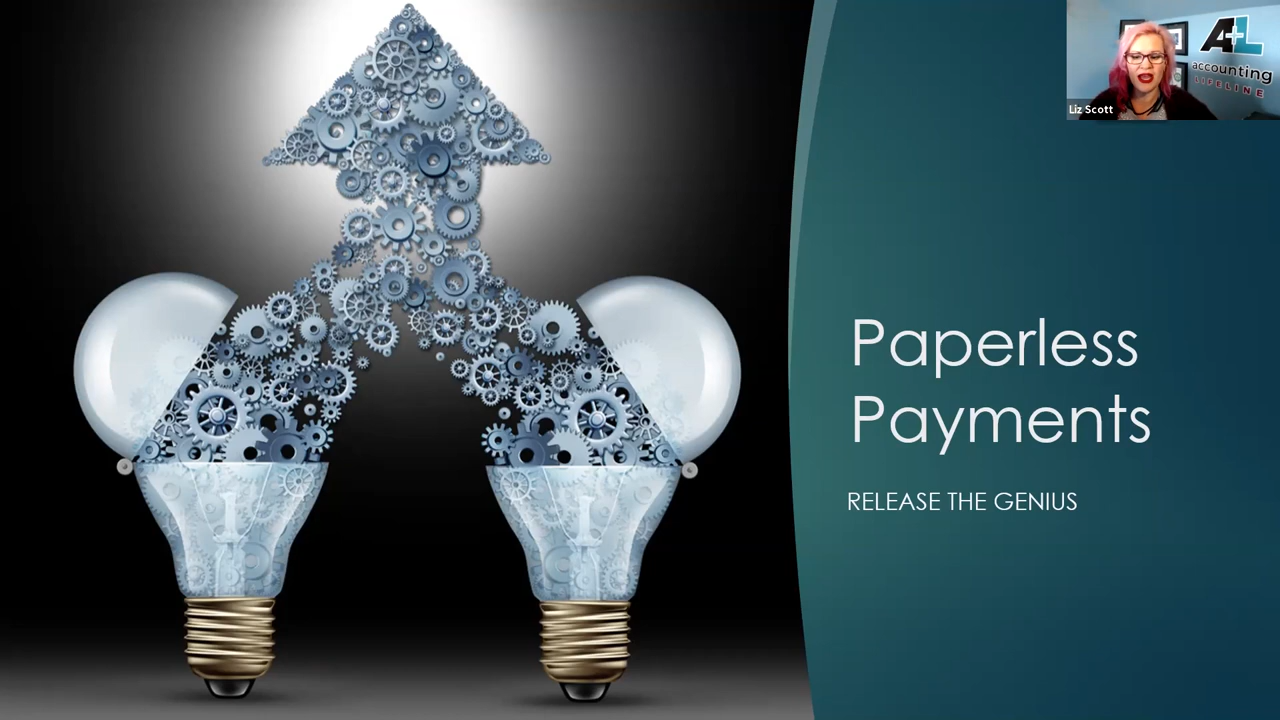 A+L
accounting
LIFELINE
Liz Scott
Paperless
Payments
RELEASE THE GENIUS